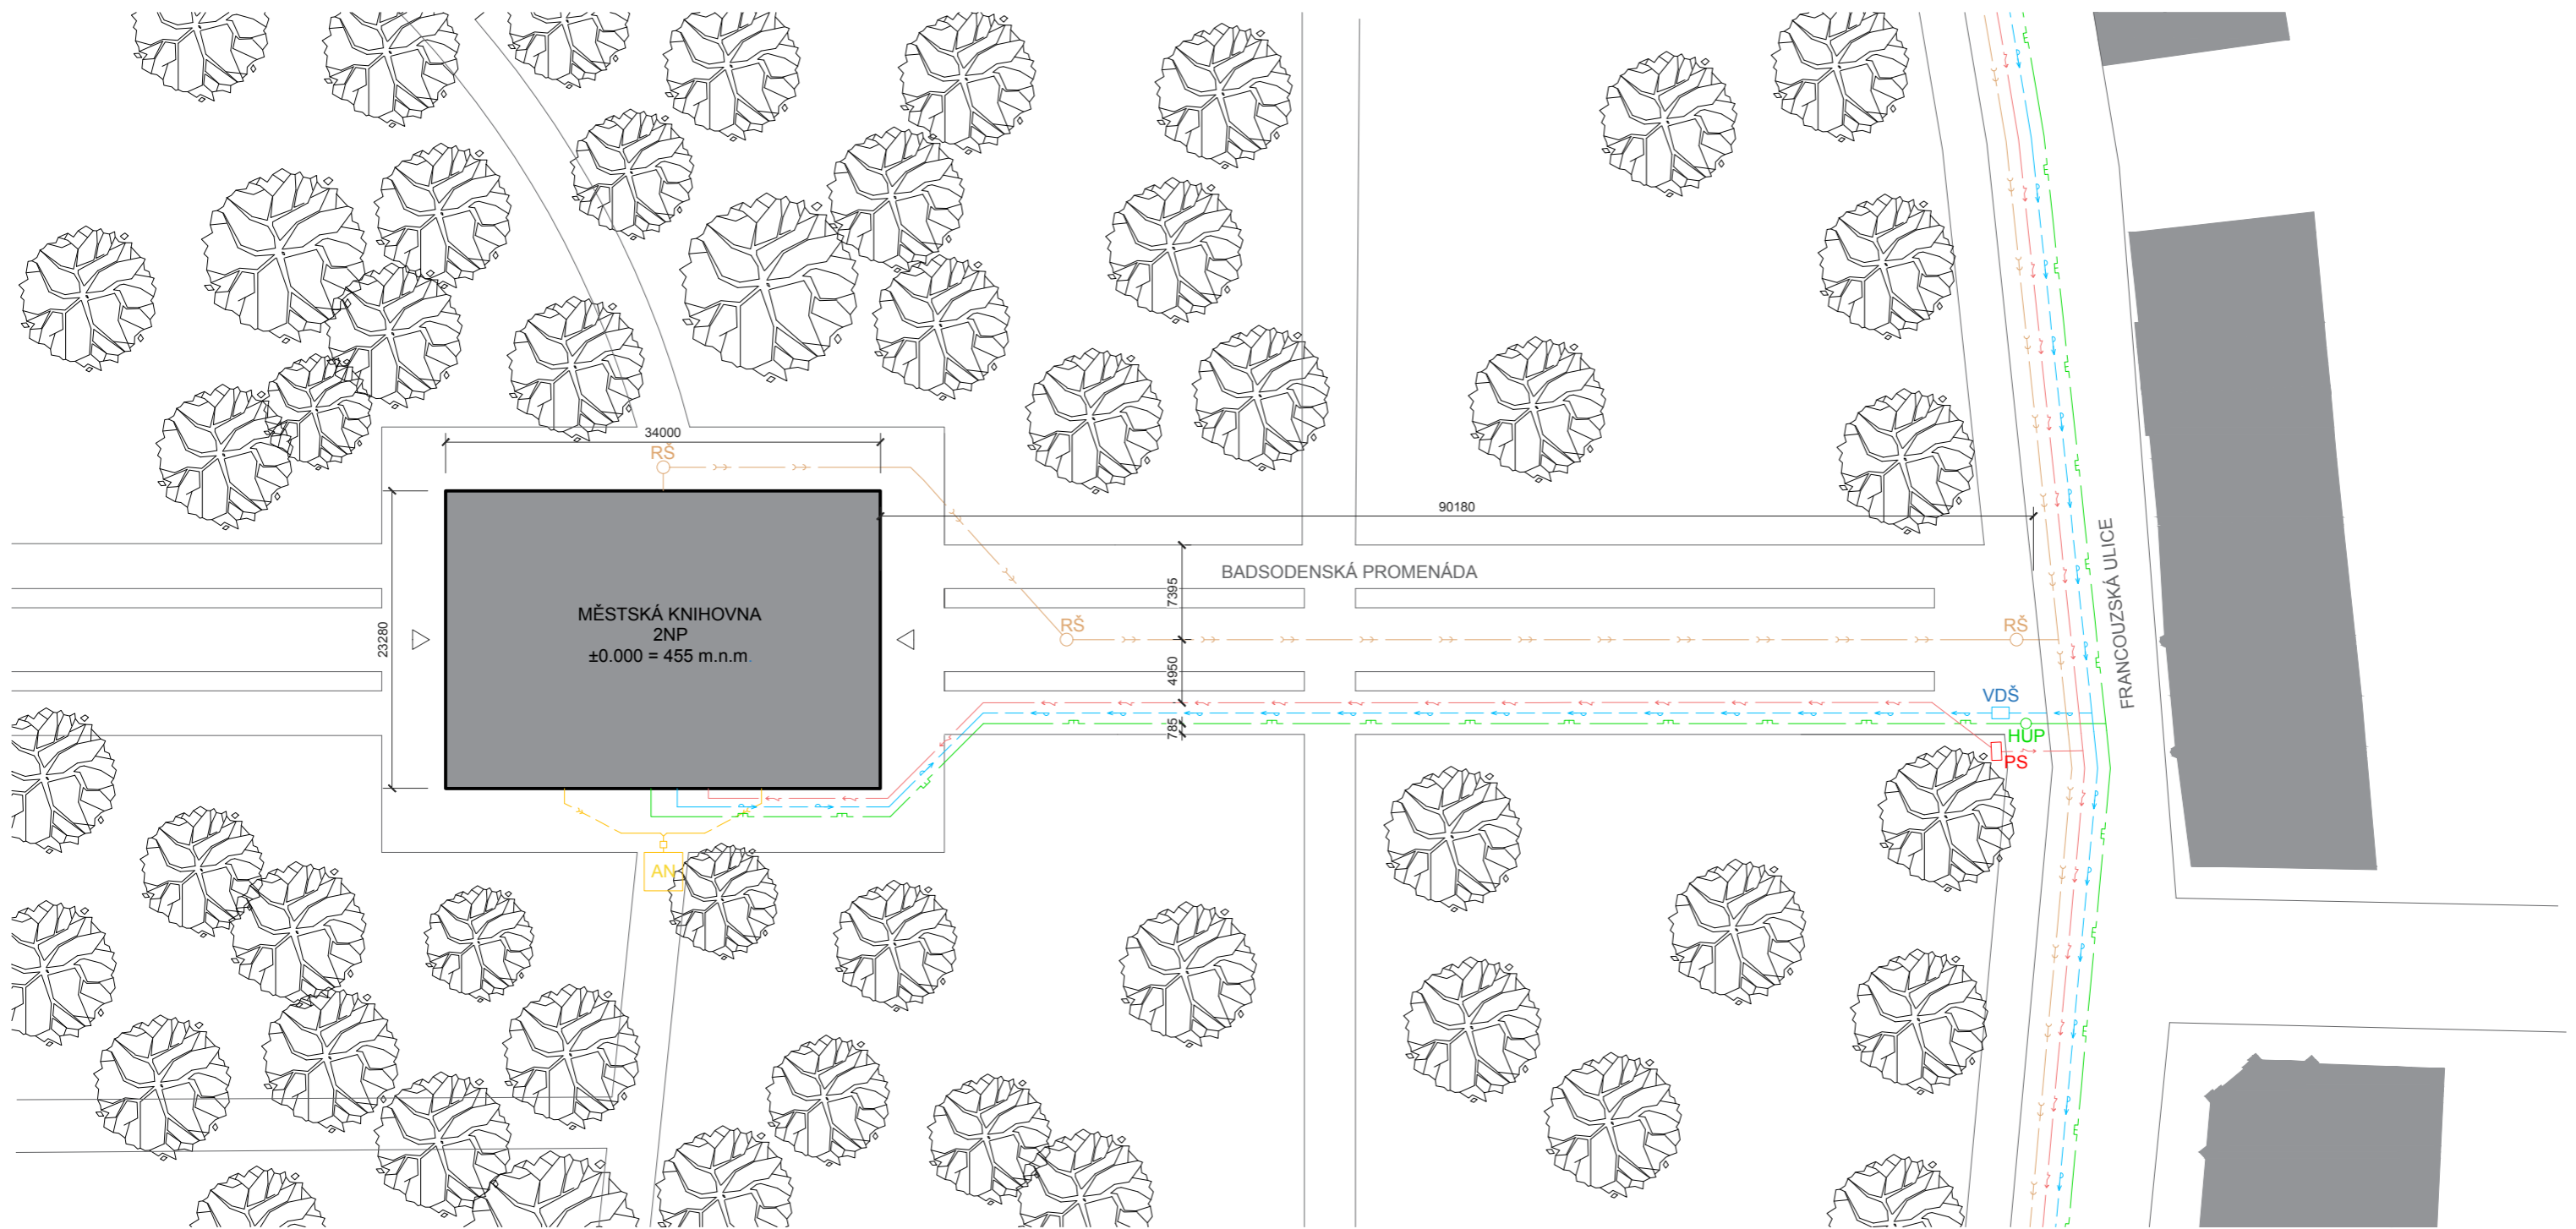 34000
RŠ
90180
FRANCOUZSKÁ ULICE
BADSODENSKÁ PROMENÁDA
7395
MĚSTSKÁ KNIHOVNA
2NP
±0.000 = 455 m.n.m.
23280
RŠ
RŠ
4950
VDŠ
785
HUP
PS
AN